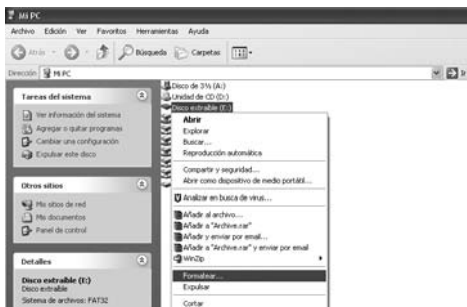 Mi PC
Archivo Edición Ver Favoritos Herramientas Ayuda
Atrás Búsqueda Carpetas
Dirección Mi PC Ir
Tareas del sistema
Ver información del sistema
Agregar o quitar programas
Cambiar una configuración
Expulsar este disco
Otros sitios
Mis sitios de red
Mis documentos
Panel de control
Detalles
Disco extraíble (E:)
Disco extraíble
Sistema de archivos: FAT32
Disco de 3½ (A:)
Unidad de CD (D:)
Disco extraíble (E:)
Abrir
Explorar
Buscar...
Reproducción automática
Compartir y seguridad...
Abrir como dispositivo de medio portátil...
Analizar en busca de virus...
Añadir al archivo...
Añadir a "Archive.rar"
Añadir y enviar por email...
Añadir a "Archive.rar" y enviar por email
WinZip
Formatear...
Expulsar
Cortar